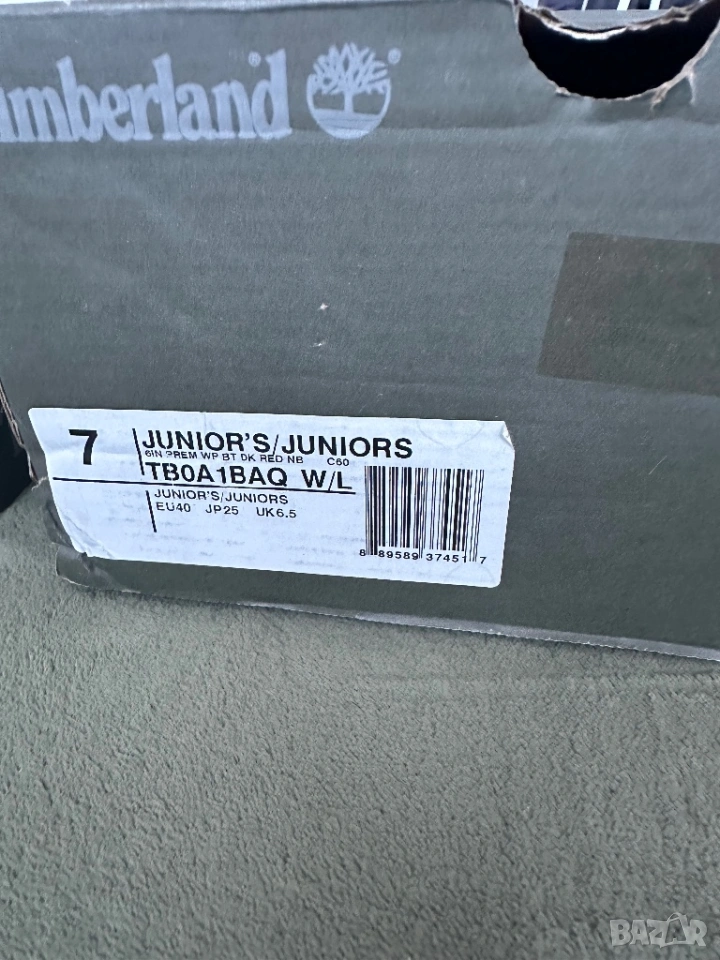 imberland
7
JUNIOR'S/JUNIORS
6IN PREM WP BT DK RED NB C60
TB0A1BAQ W/L
JUNIOR'S/JUNIORS
EU40 JP25 UK6.5
8 89589 37451 7
BAZAR